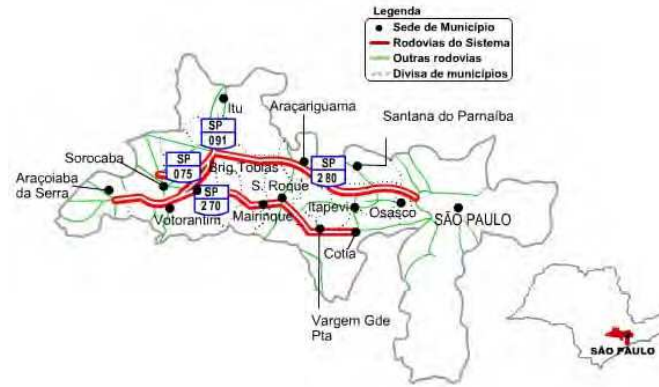 Legenda
Sede de Município
Rodovias do Sistema
Outras rodovias
Divisa de municípios
Itu
Araçariguama
Santana do Parnaíba
SP
091
Sorocaba
SP
075
Brig,Tobias
SP
280
Araçoiaba
da Serra
S. Roque
SP
270
Mairinque
Itapevi
Osasco
SÃO PAULO
Votorantim
Cotia
Vargem Gde
Pta
SÃO PAULO